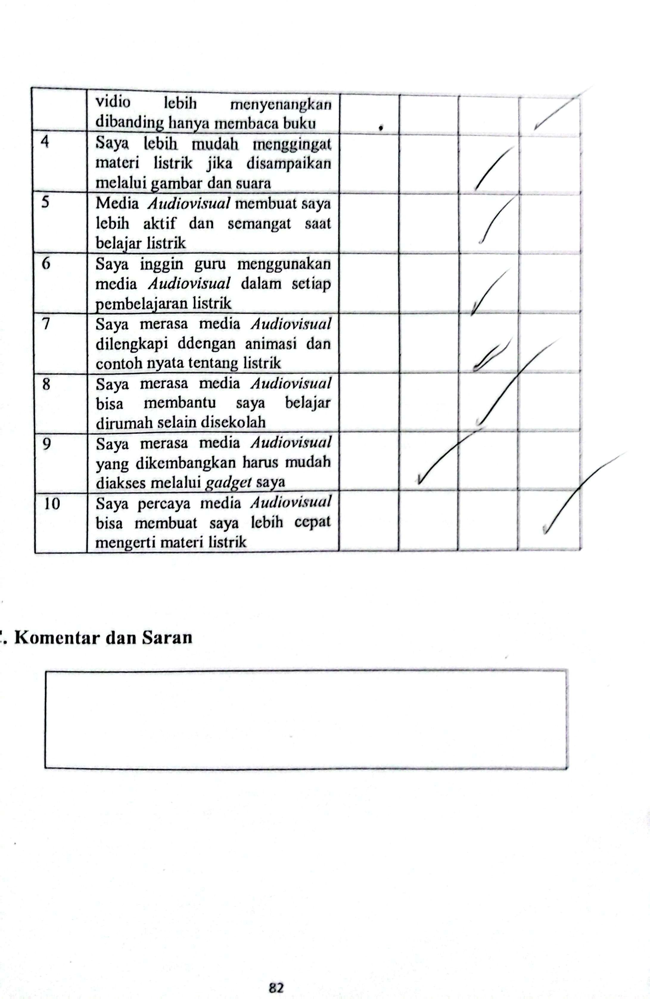 vidio lebih menyenangkan
dibanding hanya membaca buku
4 Saya lebih mudah menggingat
materi listrik jika disampaikan
melalui gambar dan suara
5 Media Audiovisual membuat saya
lebih aktif dan semangat saat
belajar listrik
6 Saya inggin guru menggunakan
media Audiovisual dalam setiap
pembelajaran listrik
7 Saya merasa media Audiovisual
dilengkapi ddengan animasi dan
contoh nyata tentang listrik
8 Saya merasa media Audiovisual
bisa membantu saya belajar
dirumah selain disekolah
9 Saya merasa media Audiovisual
yang dikembangkan harus mudah
diakses melalui gadget saya
10 Saya percaya media Audiovisual
bisa membuat saya lebih cepat
mengerti materi listrik
. Komentar dan Saran
82